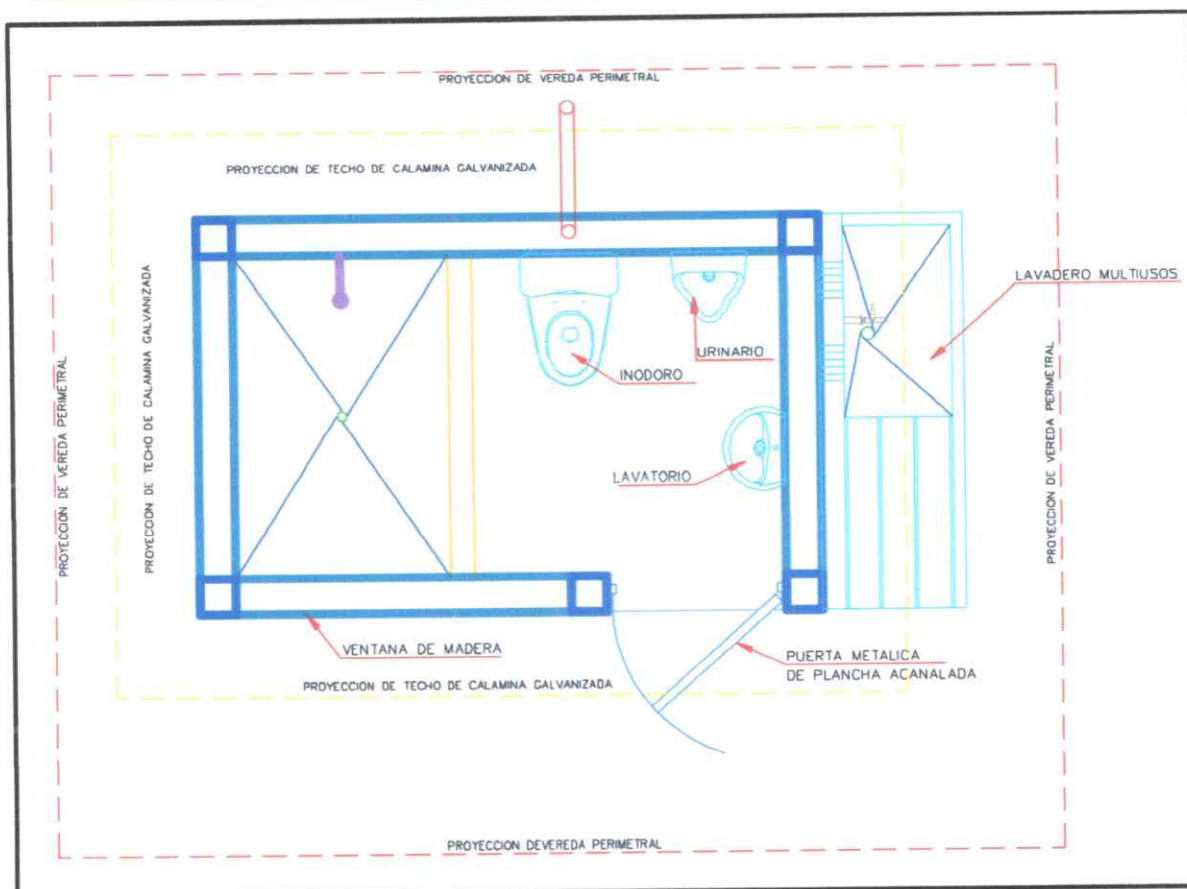 PROYECCION DE VEREDA PERIMETRAL
PROYECCION DE TECHO DE CALAMINA GALVANIZADA
PROYECCION DE VEREDA PERIMETRAL
PROYECCION DE TECHO DE CALAMINA GALVANIZADA
LAVADERO MULTIUSOS
URINARIO
INODORO
LAVATORIO
PROYECCION DE VEREDA PERIMETRAL
VENTANA DE MADERA
PUERTA METALICA
DE PLANCHA ACANALADA
PROYECCION DE TECHO DE CALAMINA GALVANIZADA
PROYECCION DEVEREDA PERIMETRAL